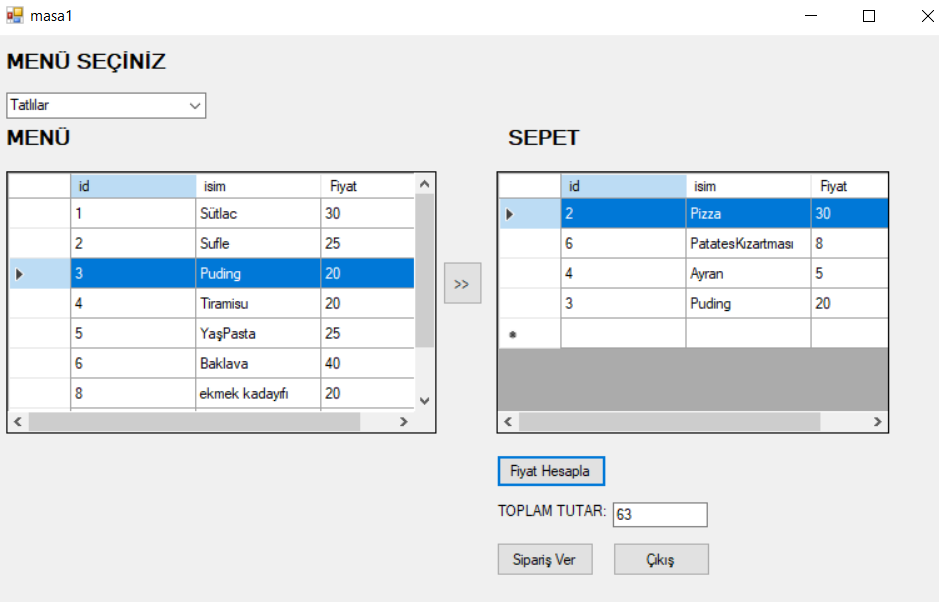 masa1
MENÜ SEÇİNİZ
Tatlılar
MENÜ
id isim Fiyat
1 Sütlac 30
2 Sufle 25
3 Puding 20
4 Tiramisu 20
5 YaşPasta 25
6 Baklava 40
8 ekmek kadayıfı 20
>>
SEPET
id isim Fiyat
2 Pizza 30
6 PatatesKızartması 8
4 Ayran 5
3 Puding 20
Fiyat Hesapla
TOPLAM TUTAR: 63
Sipariş Ver Çıkış